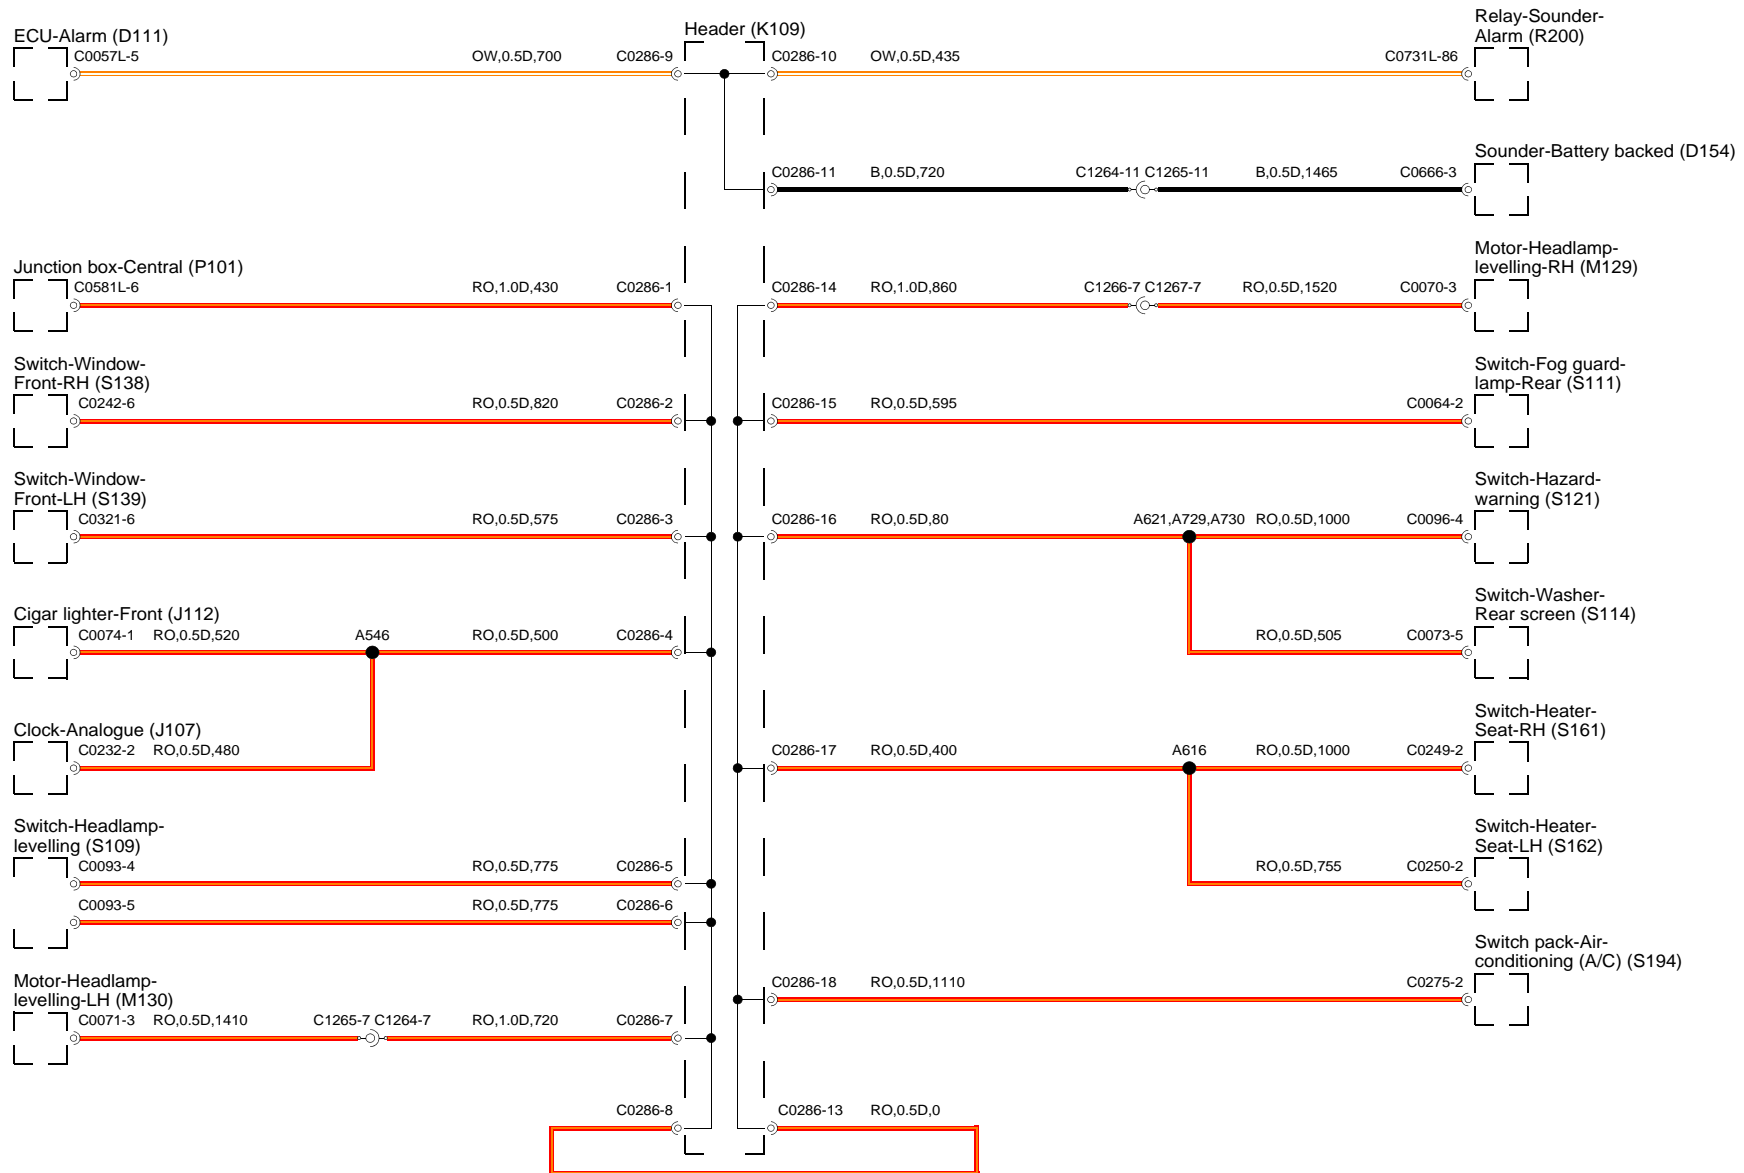 ECU-Alarm (D111)
C0057L-5 OW,0.5D,700 C0286-9
Header (K109)
C0286-10 OW,0.5D,435 C0731L-86
Relay-Sounder-
Alarm (R200)
C0286-11 B,0.5D,720 C1264-11 C1265-11 B,0.5D,1465 C0666-3
Sounder-Battery backed (D154)
Junction box-Central (P101)
C0581L-6 RO,1.0D,430 C0286-1
C0286-14 RO,1.0D,860 C1266-7 C1267-7 RO,0.5D,1520 C0070-3
Motor-Headlamp-
levelling-RH (M129)
Switch-Window-
Front-RH (S138)
C0242-6 RO,0.5D,820 C0286-2
C0286-15 RO,0.5D,595 C0064-2
Switch-Fog guard-
lamp-Rear (S111)
Switch-Window-
Front-LH (S139)
C0321-6 RO,0.5D,575 C0286-3
C0286-16 RO,0.5D,80 A621,A729,A730 RO,0.5D,1000 C0096-4
Switch-Hazard-
warning (S121)
Cigar lighter-Front (J112)
C0074-1 RO,0.5D,520 A546 RO,0.5D,500 C0286-4
RO,0.5D,505 C0073-5
Switch-Washer-
Rear screen (S114)
Clock-Analogue (J107)
C0232-2 RO,0.5D,480
C0286-17 RO,0.5D,400 A616 RO,0.5D,1000 C0249-2
Switch-Heater-
Seat-RH (S161)
Switch-Headlamp-
levelling (S109)
C0093-4 RO,0.5D,775 C0286-5
RO,0.5D,755 C0250-2
Switch-Heater-
Seat-LH (S162)
C0093-5 RO,0.5D,775 C0286-6
Motor-Headlamp-
levelling-LH (M130)
C0071-3 RO,0.5D,1410 C1265-7 C1264-7 RO,1.0D,720 C0286-7
C0286-18 RO,0.5D,1110 C0275-2
Switch pack-Air-
conditioning (A/C) (S194)
C0286-8 C0286-13 RO,0.5D,0